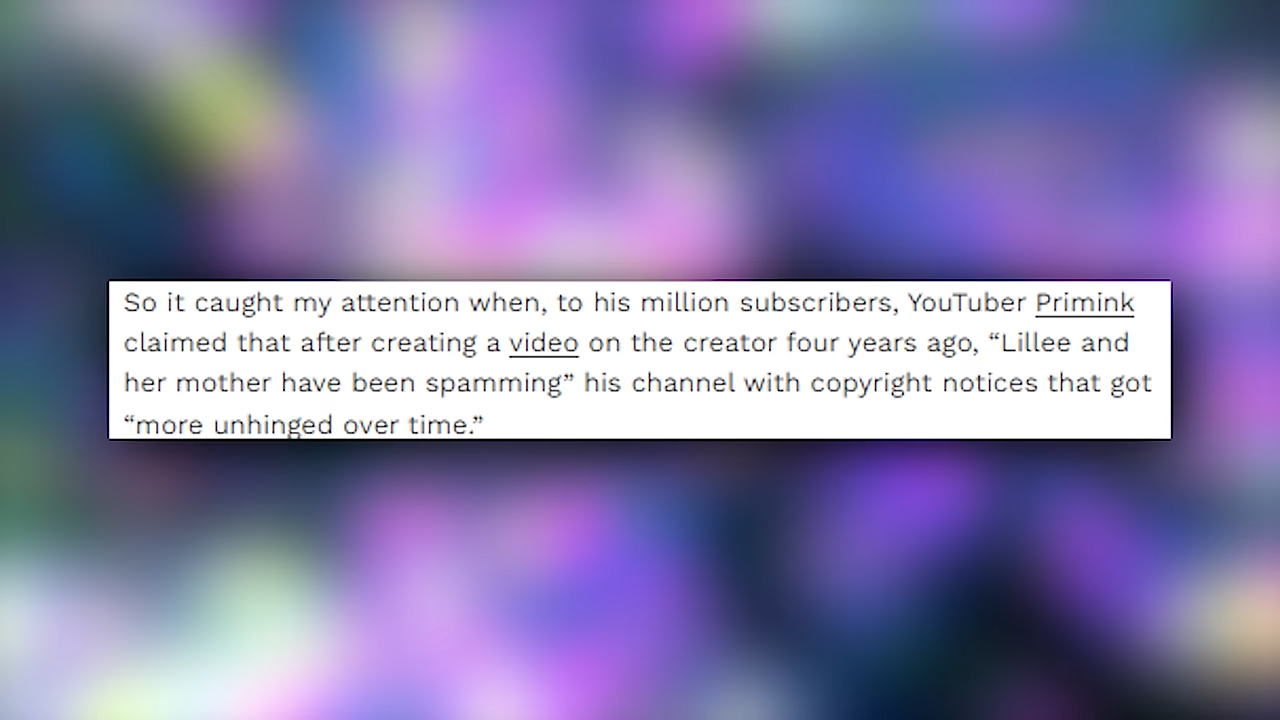 So it caught my attention when, to his million subscribers, YouTuber Primink
claimed that after creating a video on the creator four years ago, “Lillee and
her mother have been spamming” his channel with copyright notices that got
“more unhinged over time.”